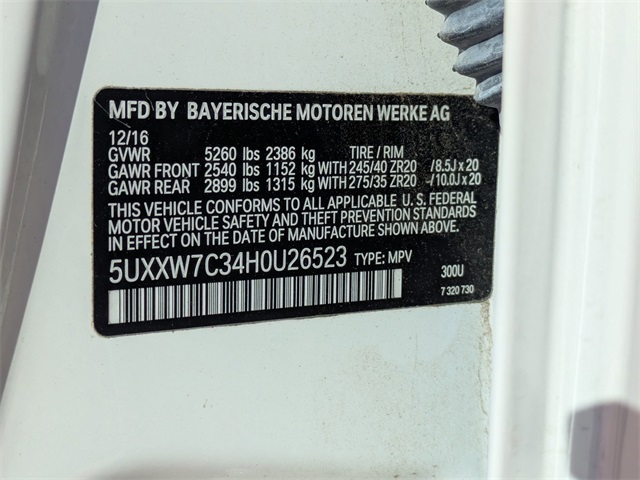 MFD BY BAYERISCHE MOTOREN WERKE AG
12/16
GVWR 5260 lbs 2386 kg TIRE / RIM
GAWR FRONT 2540 lbs 1152 kg WITH 245/40 ZR20 /8.5J x 20
GAWR REAR 2899 lbs 1315 kg WITH 275/35 ZR20 -/10.0J x 20
THIS VEHICLE CONFORMS TO ALL APPLICABLE U. S. FEDERAL
MOTOR VEHICLE SAFETY AND THEFT PREVENTION STANDARDS
IN EFFECT ON THE DATE OF MANUFACTURE SHOWN ABOVE.
5UXXW7C34H0U26523 TYPE: MPV
300U
7 320 730